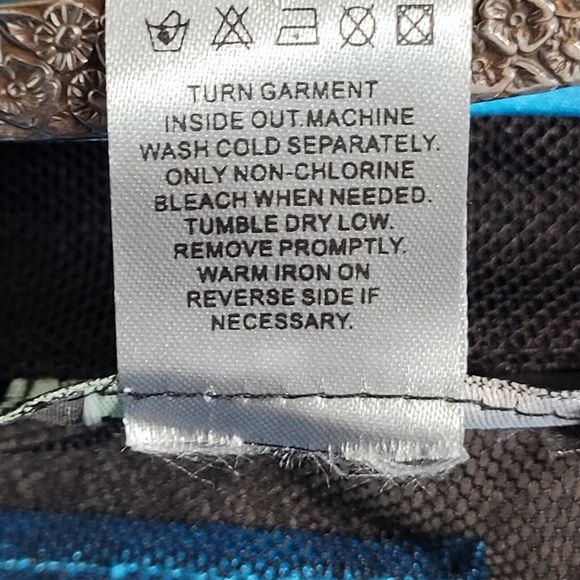 TURN GARMENT
INSIDE OUT.MACHINE
WASH COLD SEPARATELY.
ONLY NON-CHLORINE
BLEACH WHEN NEEDED.
TUMBLE DRY LOW.
REMOVE PROMPTLY.
WARM IRON ON
REVERSE SIDE IF
NECESSARY.